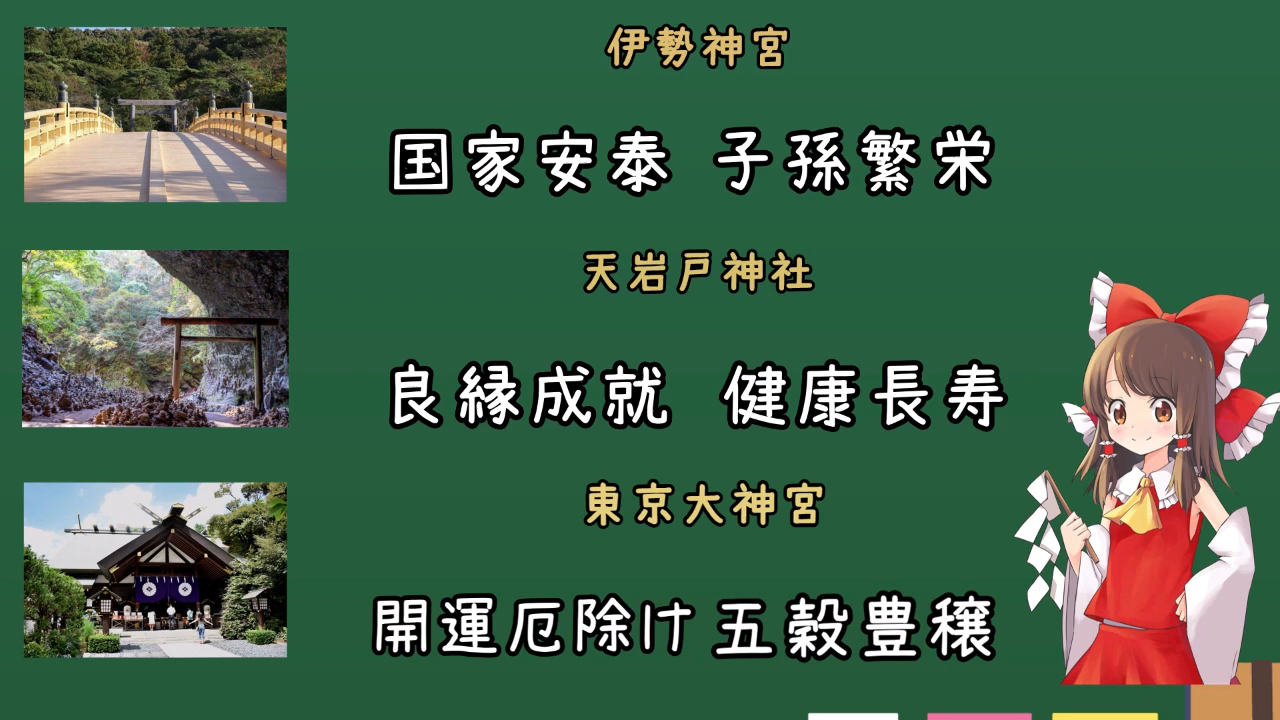 伊勢神宮
国家安泰 子孫繁栄
天岩戸神社
良縁成就 健康長寿
東京大神宮
開運厄除け 五穀豊穣